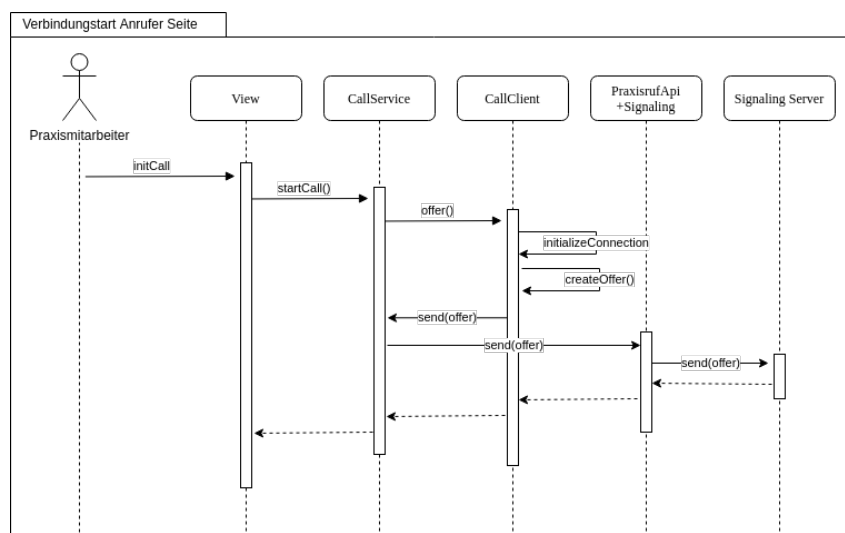 Verbindungstart Anrufer Seite
Praxismitarbeiter
View
CallService
CallClient
PraxisrufApi
+Signaling
Signaling Server
initCall
startCall()
offer()
initializeConnection
createOffer()
send(offer)
send(offer)
send(offer)